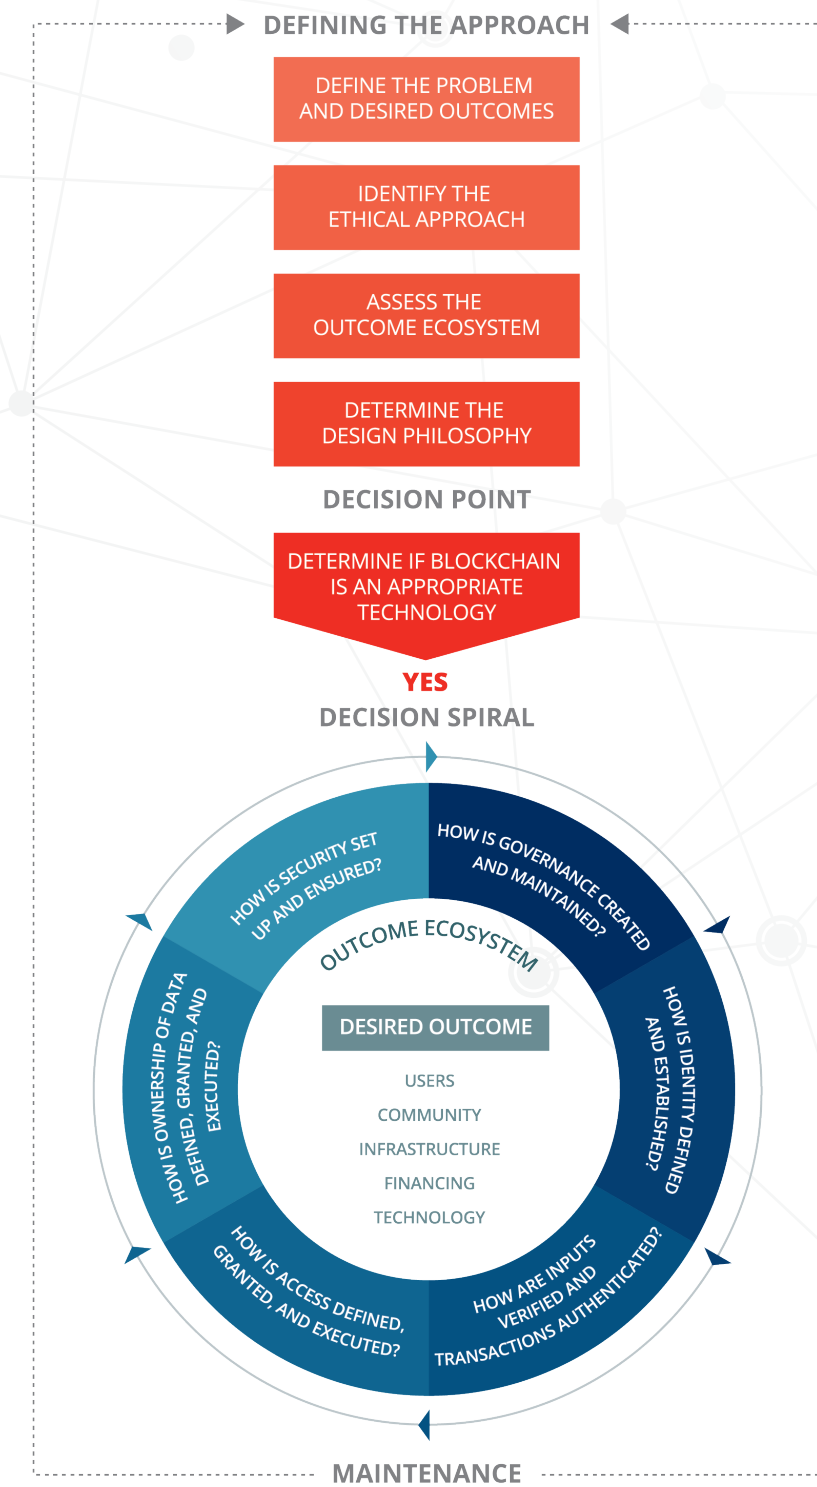 DEFINING THE APPROACH
DEFINE THE PROBLEM
AND DESIRED OUTCOMES
IDENTIFY THE
ETHICAL APPROACH
ASSESS THE
OUTCOME ECOSYSTEM
DETERMINE THE
DESIGN PHILOSOPHY
DECISION POINT
DETERMINE IF BLOCKCHAIN
IS AN APPROPRIATE
TECHNOLOGY
YES
DECISION SPIRAL
HOW IS GOVERNANCE CREATED
AND MAINTAINED?
HOW IS IDENTITY DEFINED
AND ESTABLISHED?
HOW ARE INPUTS
VERIFIED AND
TRANSACTIONS AUTHENTICATED?
HOW IS ACCESS DEFINED,
GRANTED, AND EXECUTED?
HOW IS OWNERSHIP OF DATA
DEFINED, GRANTED, AND
EXECUTED?
HOW IS SECURITY SET
UP AND ENSURED?
OUTCOME ECOSYSTEM
DESIRED OUTCOME
USERS
COMMUNITY
INFRASTRUCTURE
FINANCING
TECHNOLOGY
MAINTENANCE